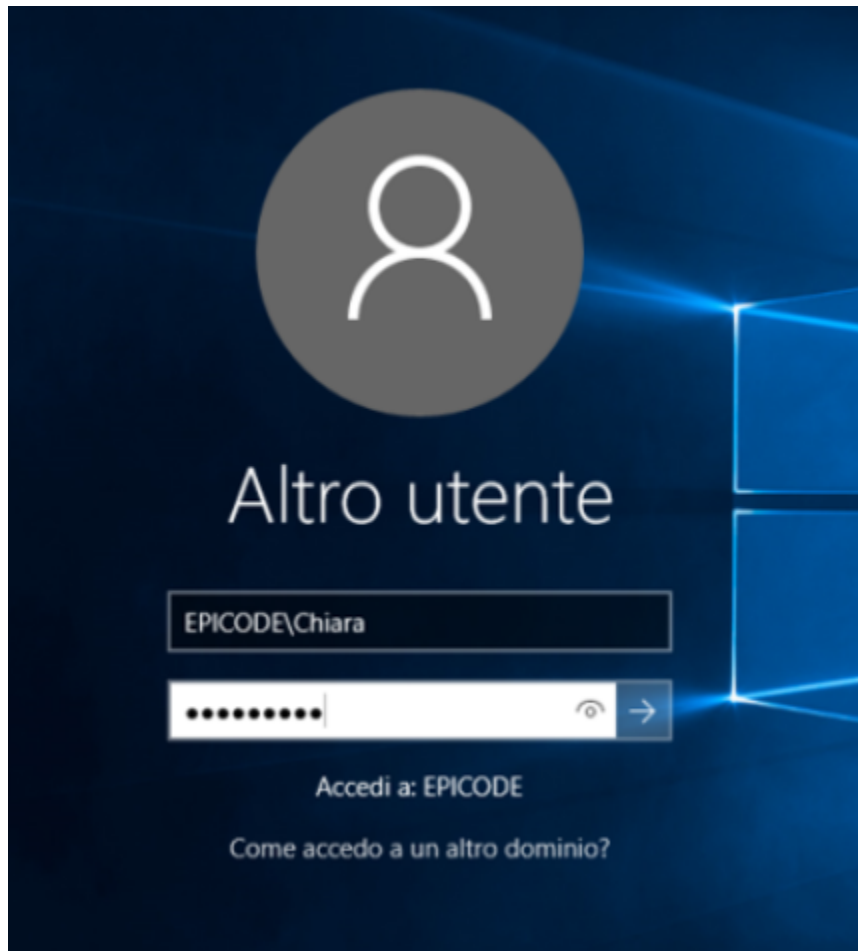 Altro utente
EPICODE\Chiara
•••••••••
Accedi a: EPICODE
Come accedo a un altro dominio?